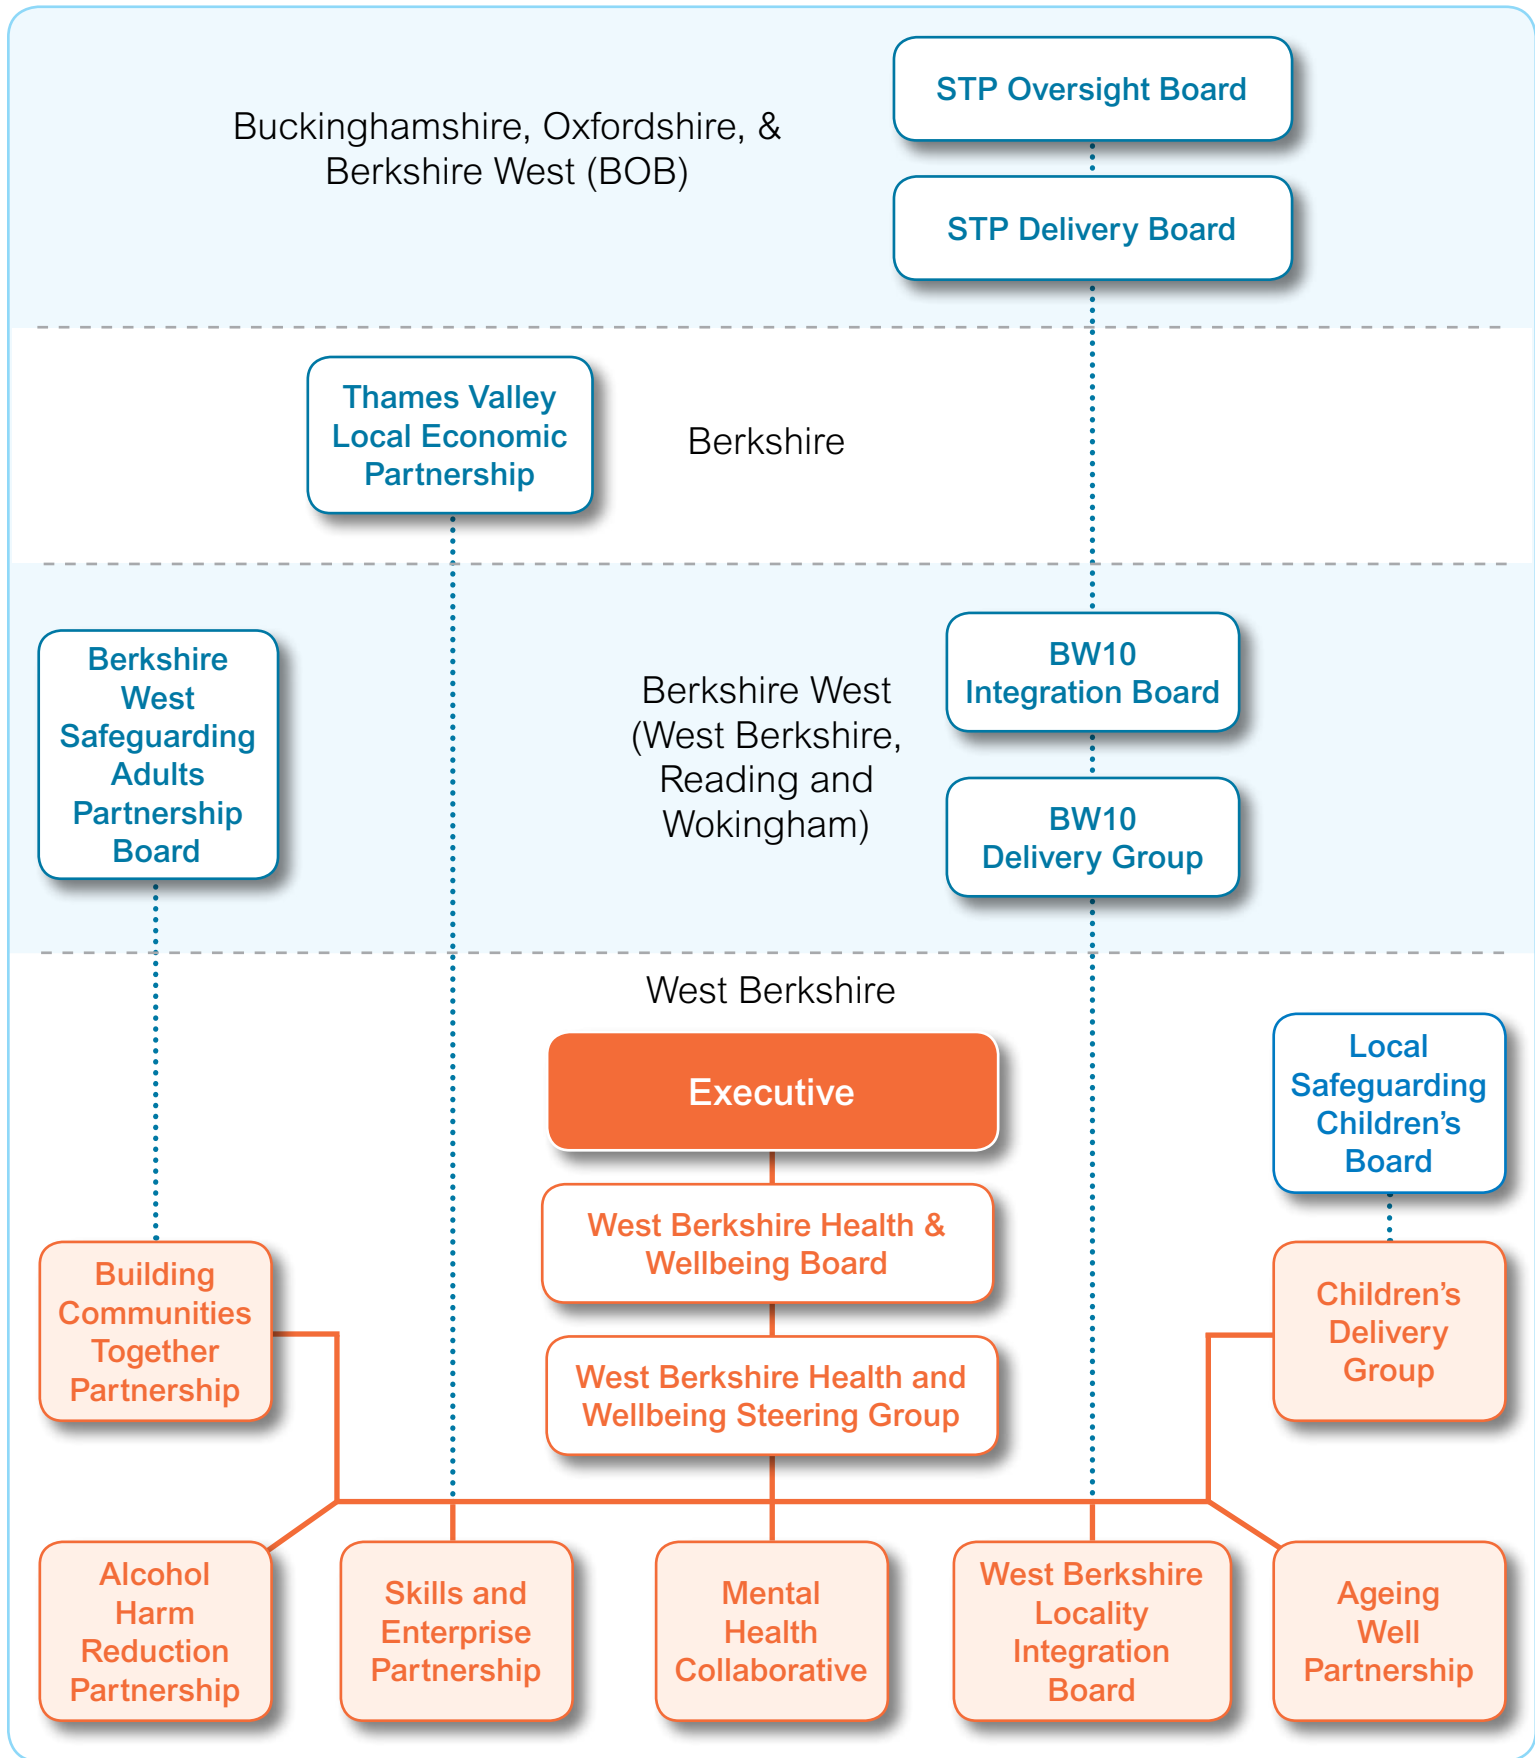 STP Oversight Board
Buckinghamshire, Oxfordshire, &
Berkshire West (BOB)
STP Delivery Board
Thames Valley
Local Economic
Partnership
Berkshire
Berkshire
West
Safeguarding
Adults
Partnership
Board
Berkshire West
(West Berkshire,
Reading and
Wokingham)
BW10
Integration Board
BW10
Delivery Group
West Berkshire
Executive
Local
Safeguarding
Children’s
Board
West Berkshire Health &
Wellbeing Board
Building
Communities
Together
Partnership
West Berkshire Health and
Wellbeing Steering Group
Children’s
Delivery
Group
Alcohol
Harm
Reduction
Partnership
Skills and
Enterprise
Partnership
Mental
Health
Collaborative
West Berkshire
Locality
Integration
Board
Ageing
Well
Partnership